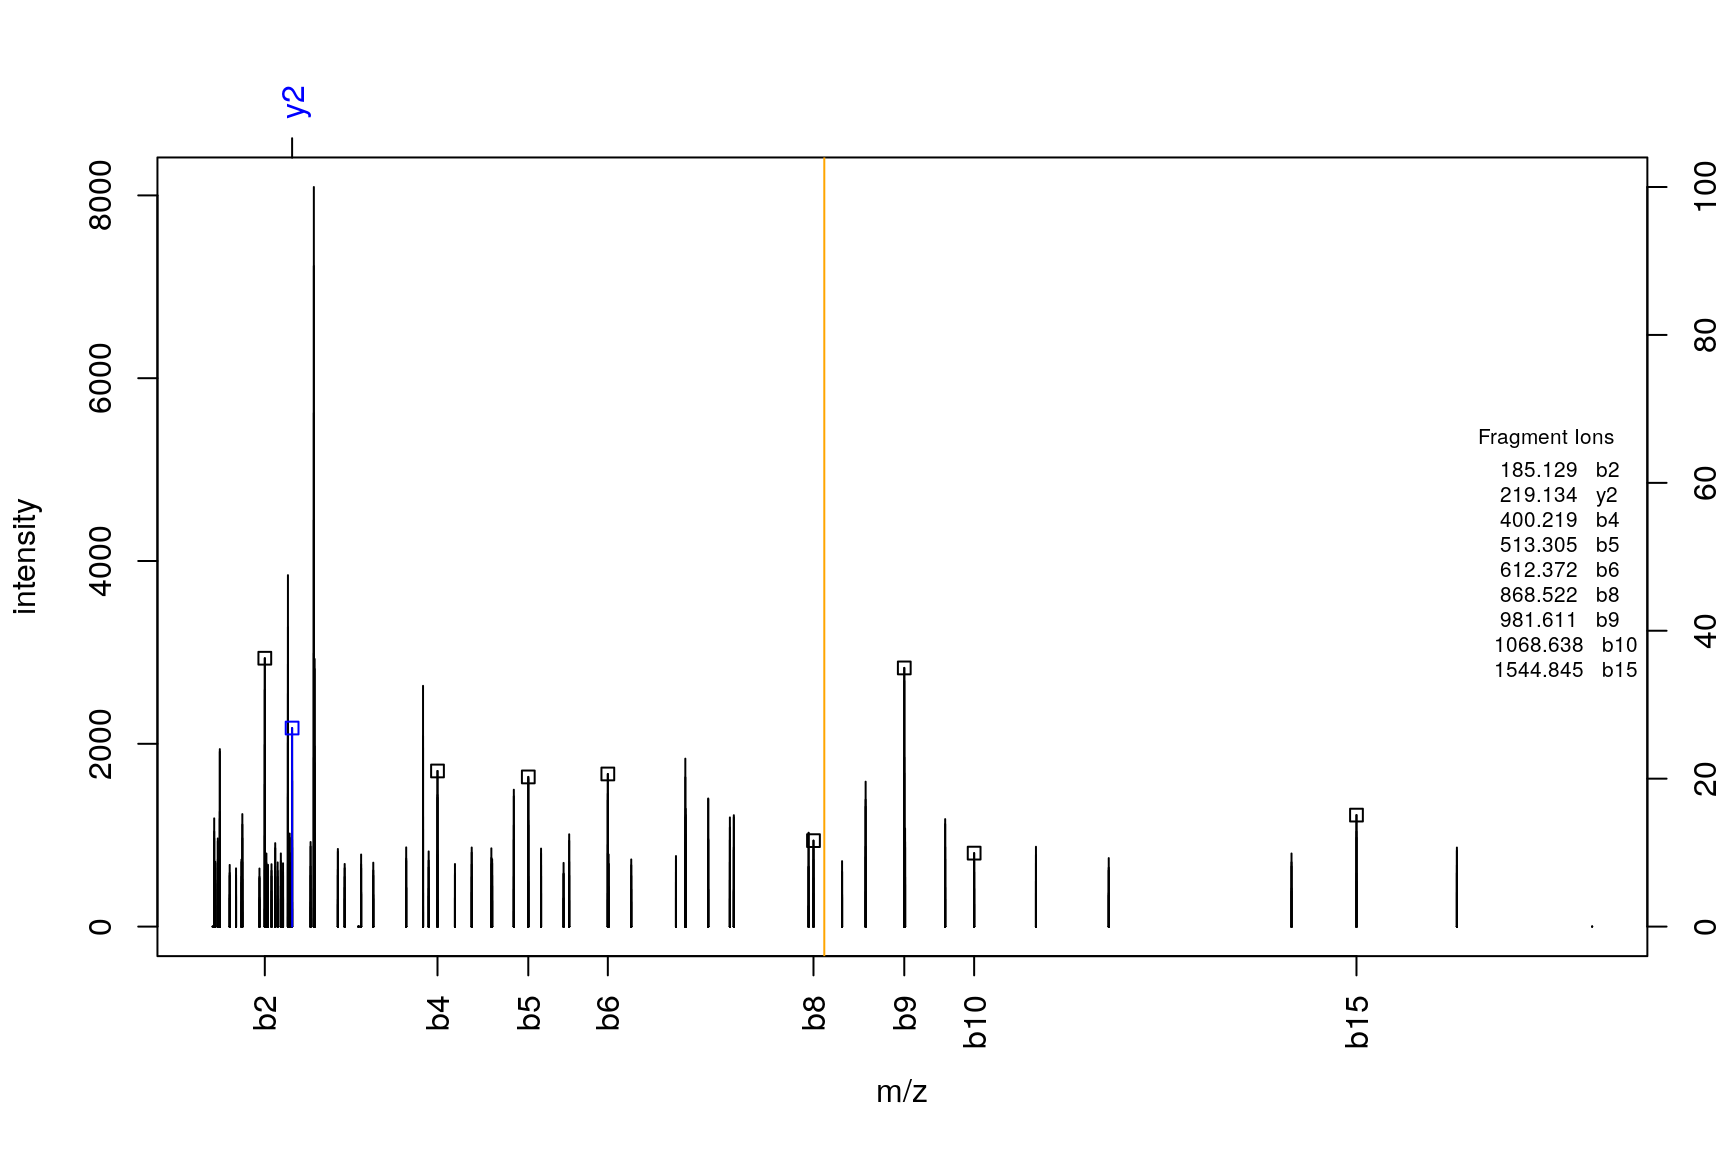 y2
8000
6000
4000
2000
0
intensity
100
80
60
40
20
0
Fragment Ions
185.129 b2
219.134 y2
400.219 b4
513.305 b5
612.372 b6
868.522 b8
981.611 b9
1068.638 b10
1544.845 b15
b2 b4 b5 b6 b8 b9 b10 b15
m/z